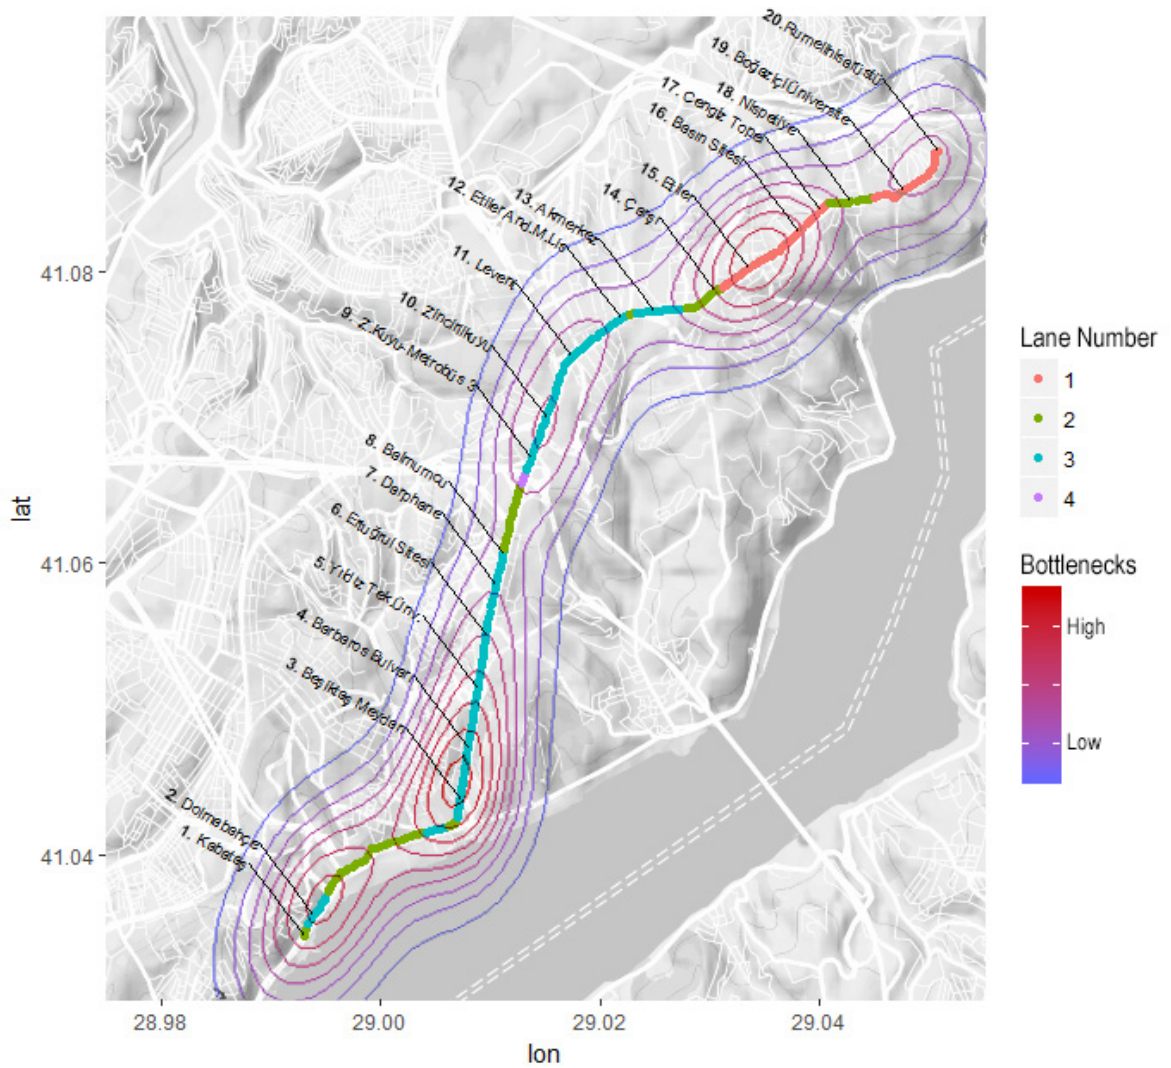 20. Rumelihisarüstü
19. Boğaziçi Üniversite
18. Nispetiye
17. Cengiz Topel
16. Basın Sitesi
15. Etiler
14. Çarşı
13. Akmerkez
12. Etiler And.M.Lis
11. Levent
10. Zincirlikuyu
9. Z.Kuyu-Metrobüs 3
8. Balmumcu
7. Darphane
6. Ertuğrul Sitesi
5. Yıldız Tek.Ünv.
4. Barbaros Bulvarı
3. Beşiktaş Meydan
2. Dolmabahçe
1. Kabataş
41.08
41.06
41.04
lat
28.98
29.00
29.02
29.04
lon
Lane Number
1
2
3
4
Bottlenecks
High
Low